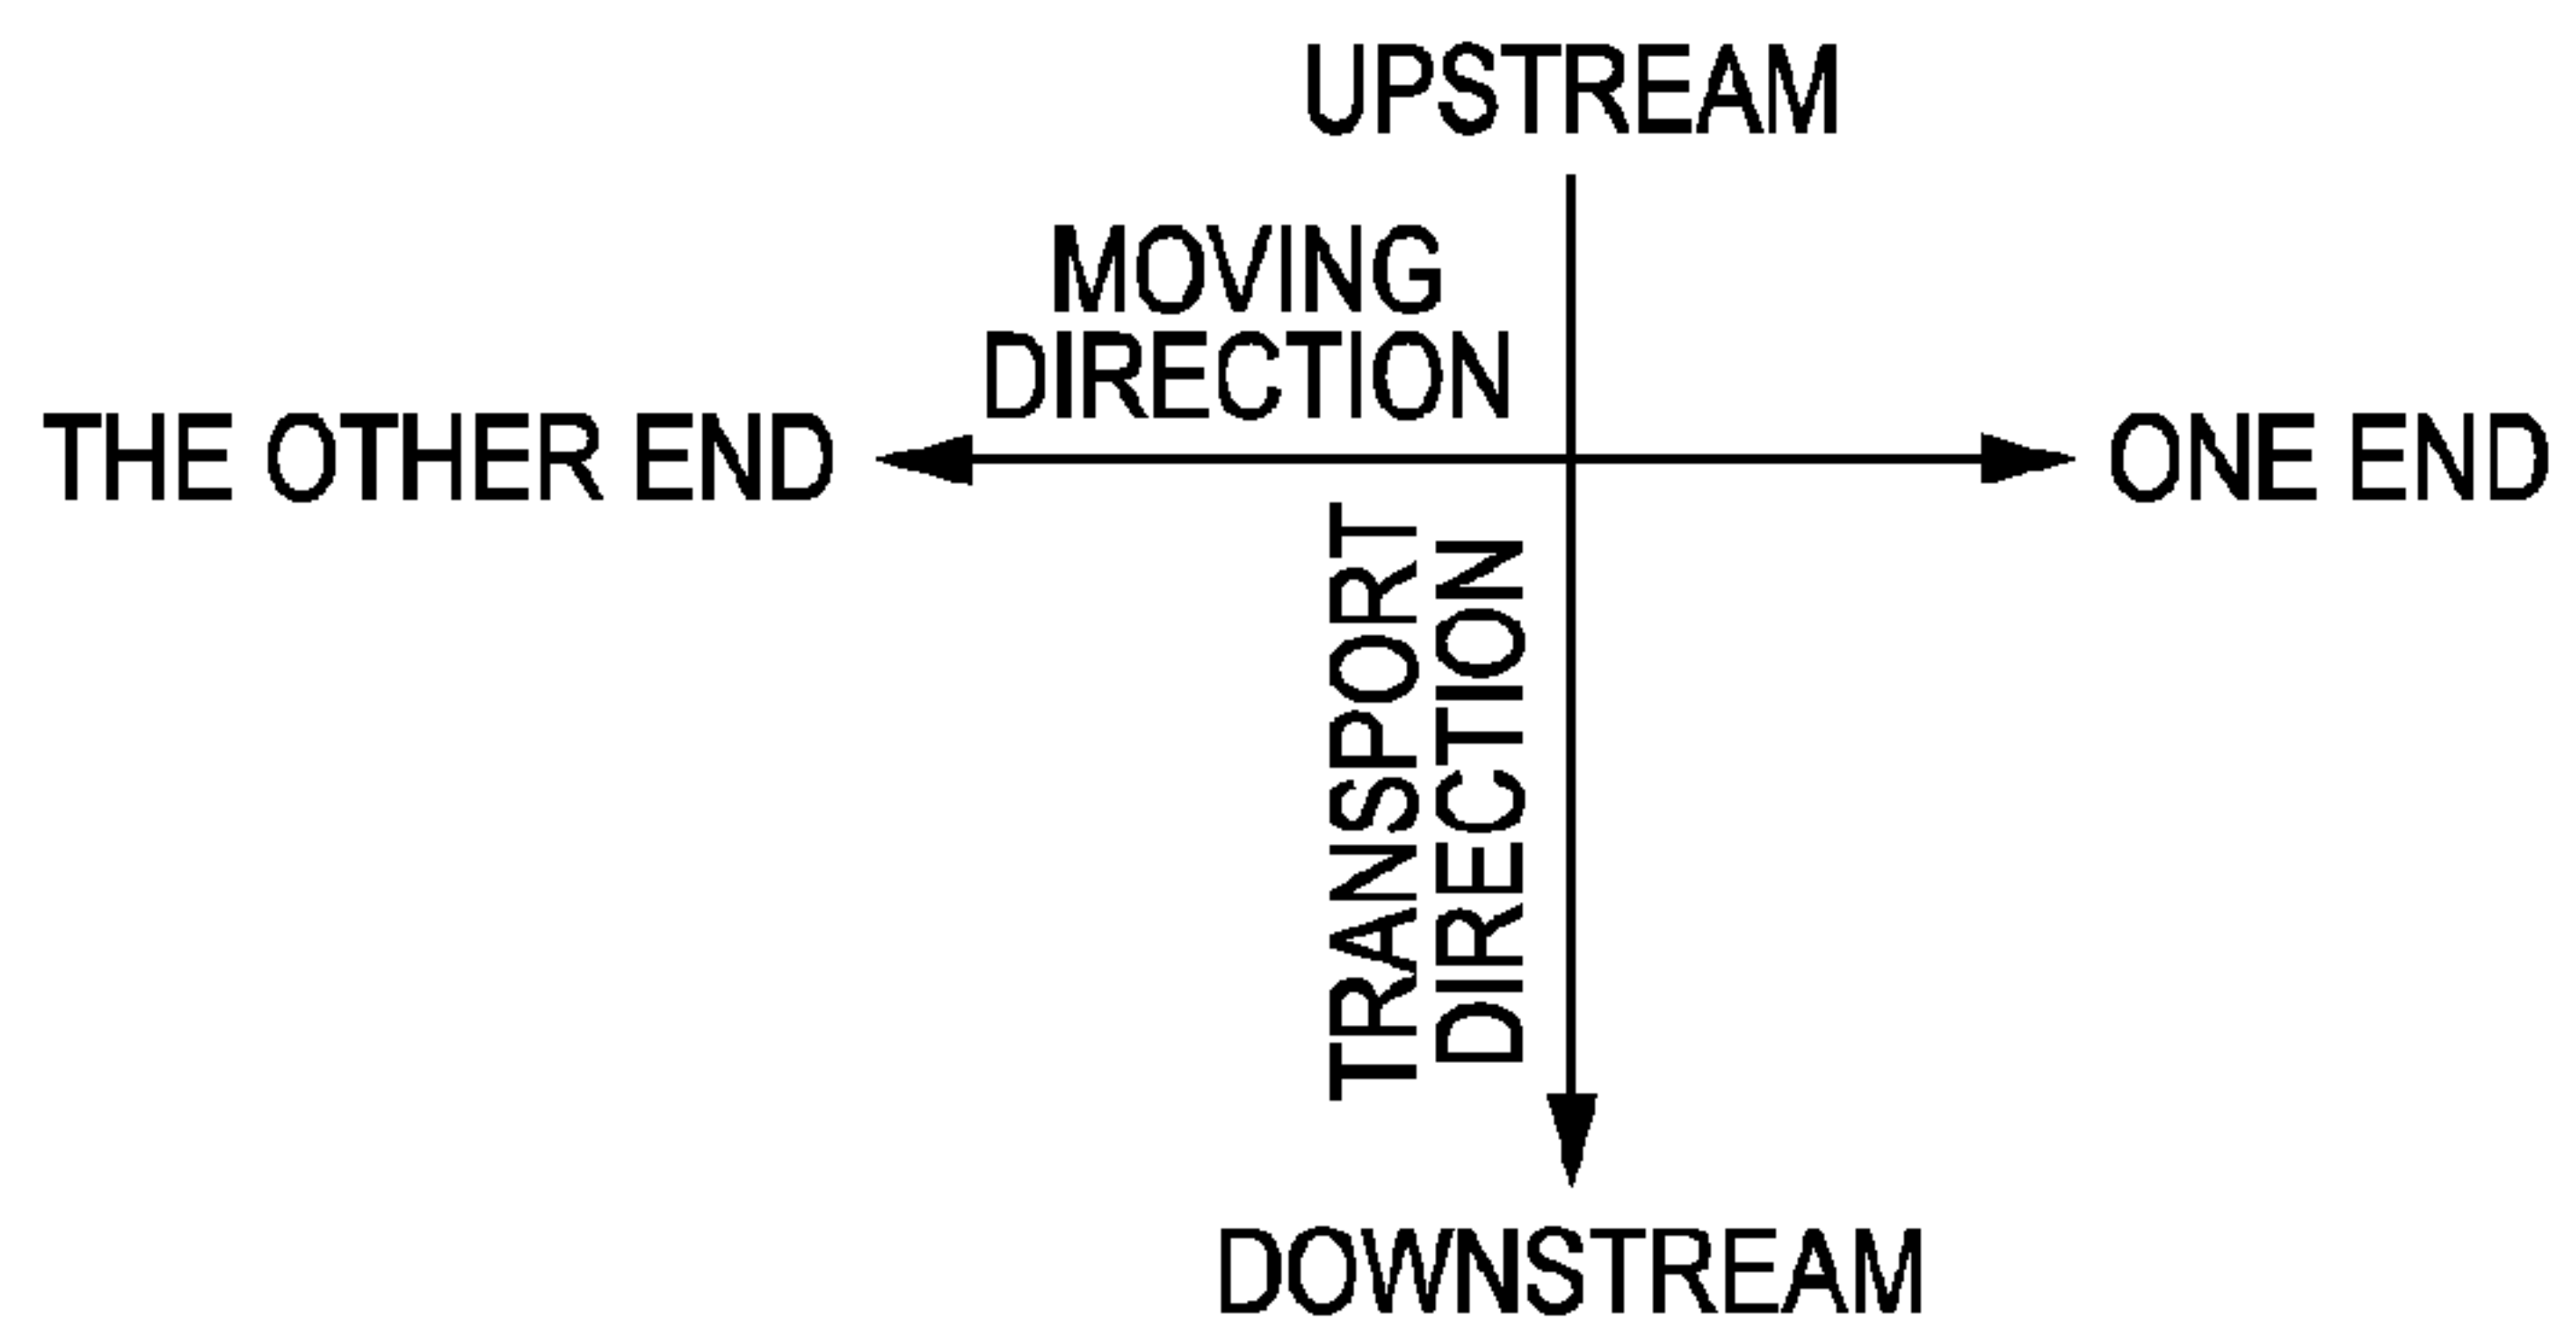 UPSTREAM
MOVING
DIRECTION
THE OTHER END
ONE END
TRANSPORT
DIRECTION
DOWNSTREAM